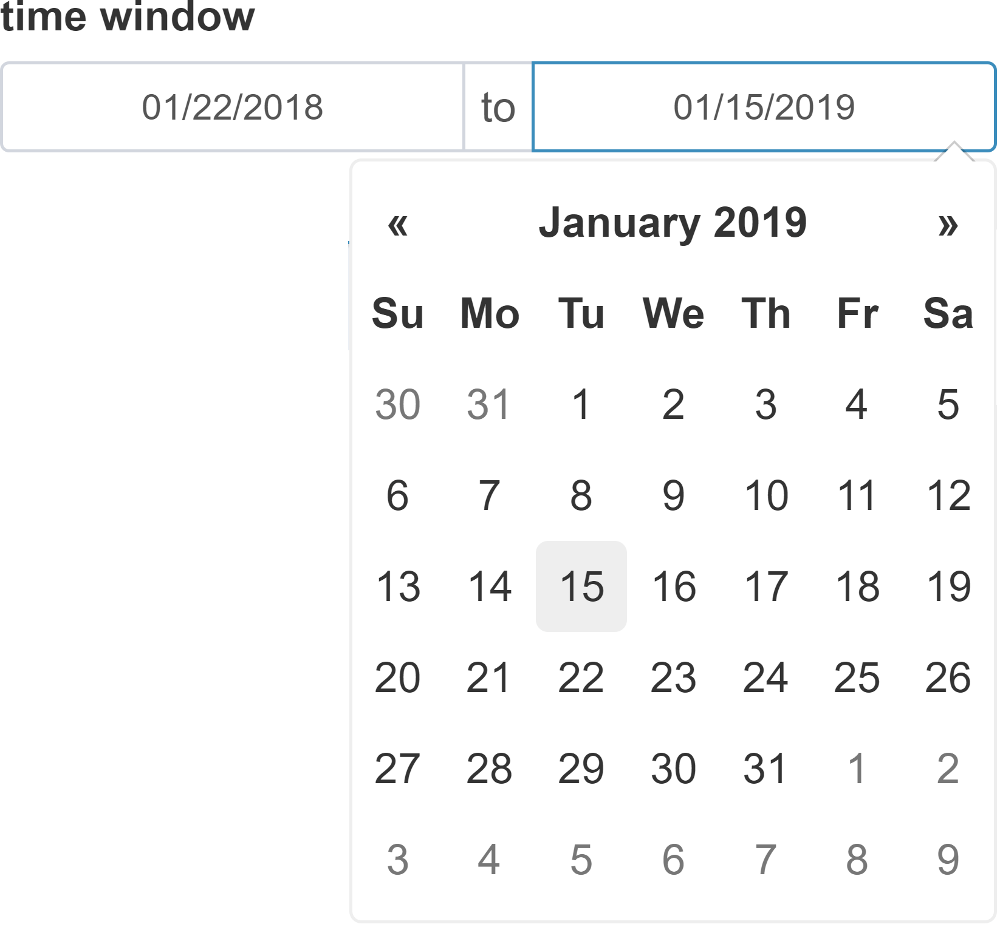 time window
01/22/2018 to 01/15/2019
« January 2019 »
Su Mo Tu We Th Fr Sa
30 31 1 2 3 4 5
6 7 8 9 10 11 12
13 14 15 16 17 18 19
20 21 22 23 24 25 26
27 28 29 30 31 1 2
3 4 5 6 7 8 9